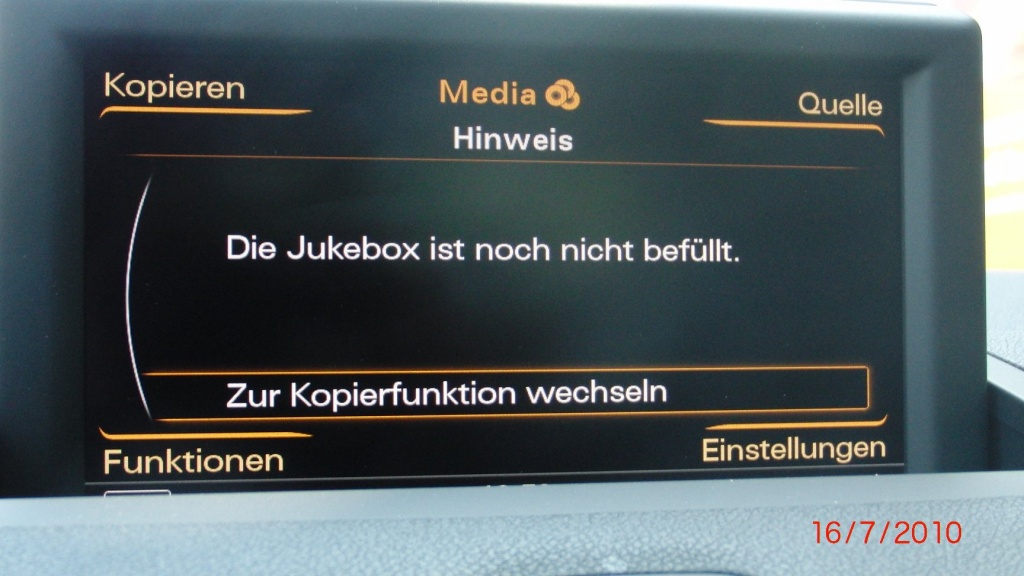 Kopieren
Media
Quelle
Hinweis
Die Jukebox ist noch nicht befüllt.
Zur Kopierfunktion wechseln
Funktionen
Einstellungen
16/7/2010